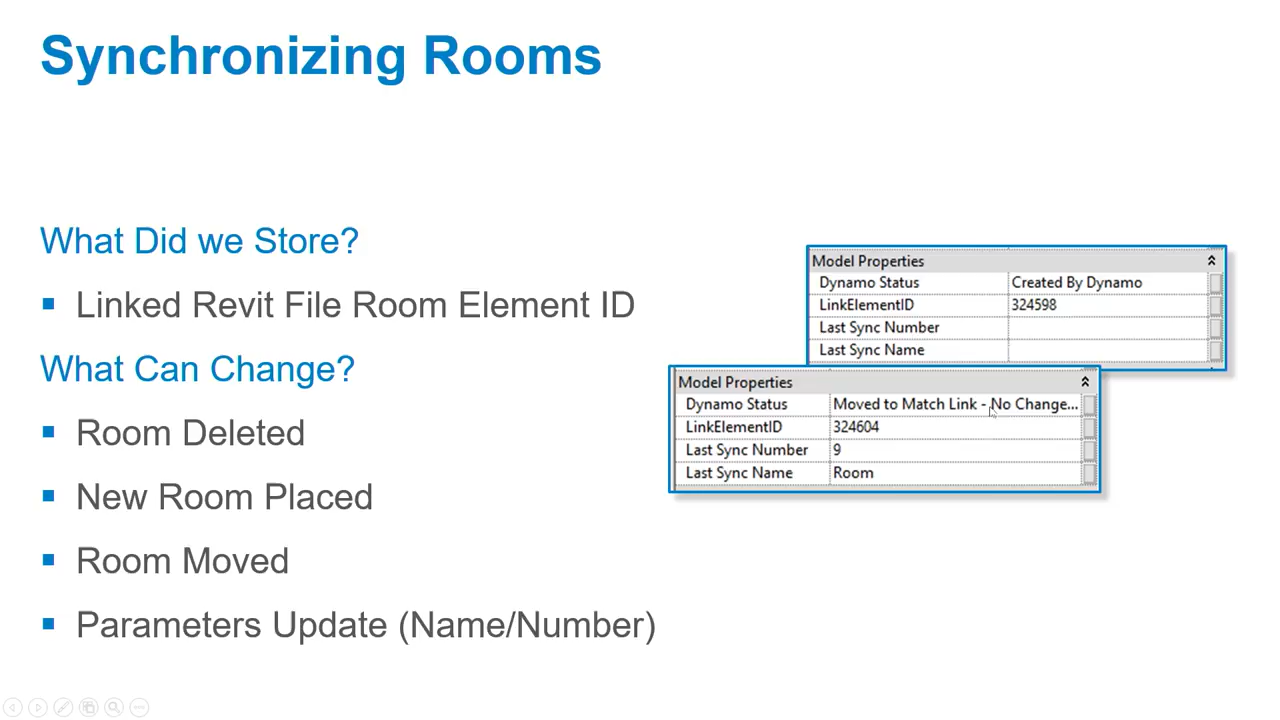 Synchronizing Rooms
What Did we Store?
Linked Revit File Room Element ID
What Can Change?
Room Deleted
New Room Placed
Room Moved
Parameters Update (Name/Number)
Model Properties
Dynamo Status Created By Dynamo
LinkElementID 324598
Last Sync Number
Last Sync Name
Model Properties
Dynamo Status Moved to Match Link - No Change...
LinkElementID 324604
Last Sync Number 9
Last Sync Name Room